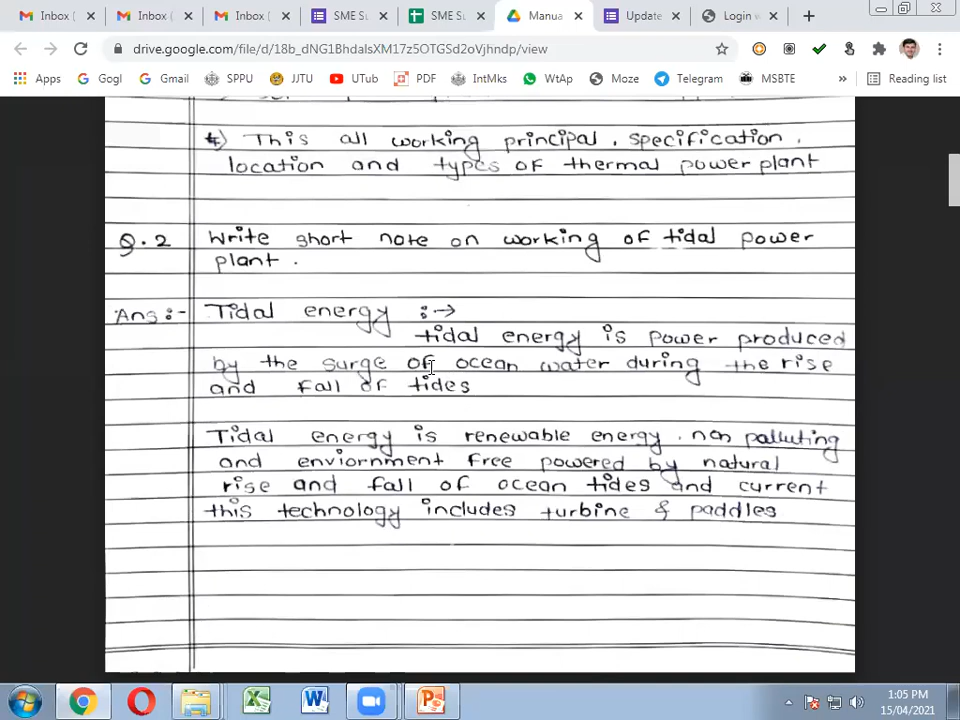 Inbox (
Inbox (
Inbox (
SME S
SME S
Manua
Update
Login
drive.google.com/file/d/18b_dNG1BhdalsXM17z5OTGSd2oVjhndp/view
Apps
Gogl
Gmail
SPPU
JJTU
UTub
PDF
IntMks
WtAp
Moze
Telegram
MSBTE
»
Reading list
4) This all working principal, specification,
location and types of thermal power plant
Q.2 Write short note on working of tidal power
plant.
Ans:- Tidal energy :→
tidal energy is power produced
by the surge of ocean water during the rise
and fall of tides
Tidal energy is renewable energy. non palluting
and enviornment free powered by natural
rise and fall of ocean tides and current
this technology includes turbine & paddles
1:05 PM
15/04/2021